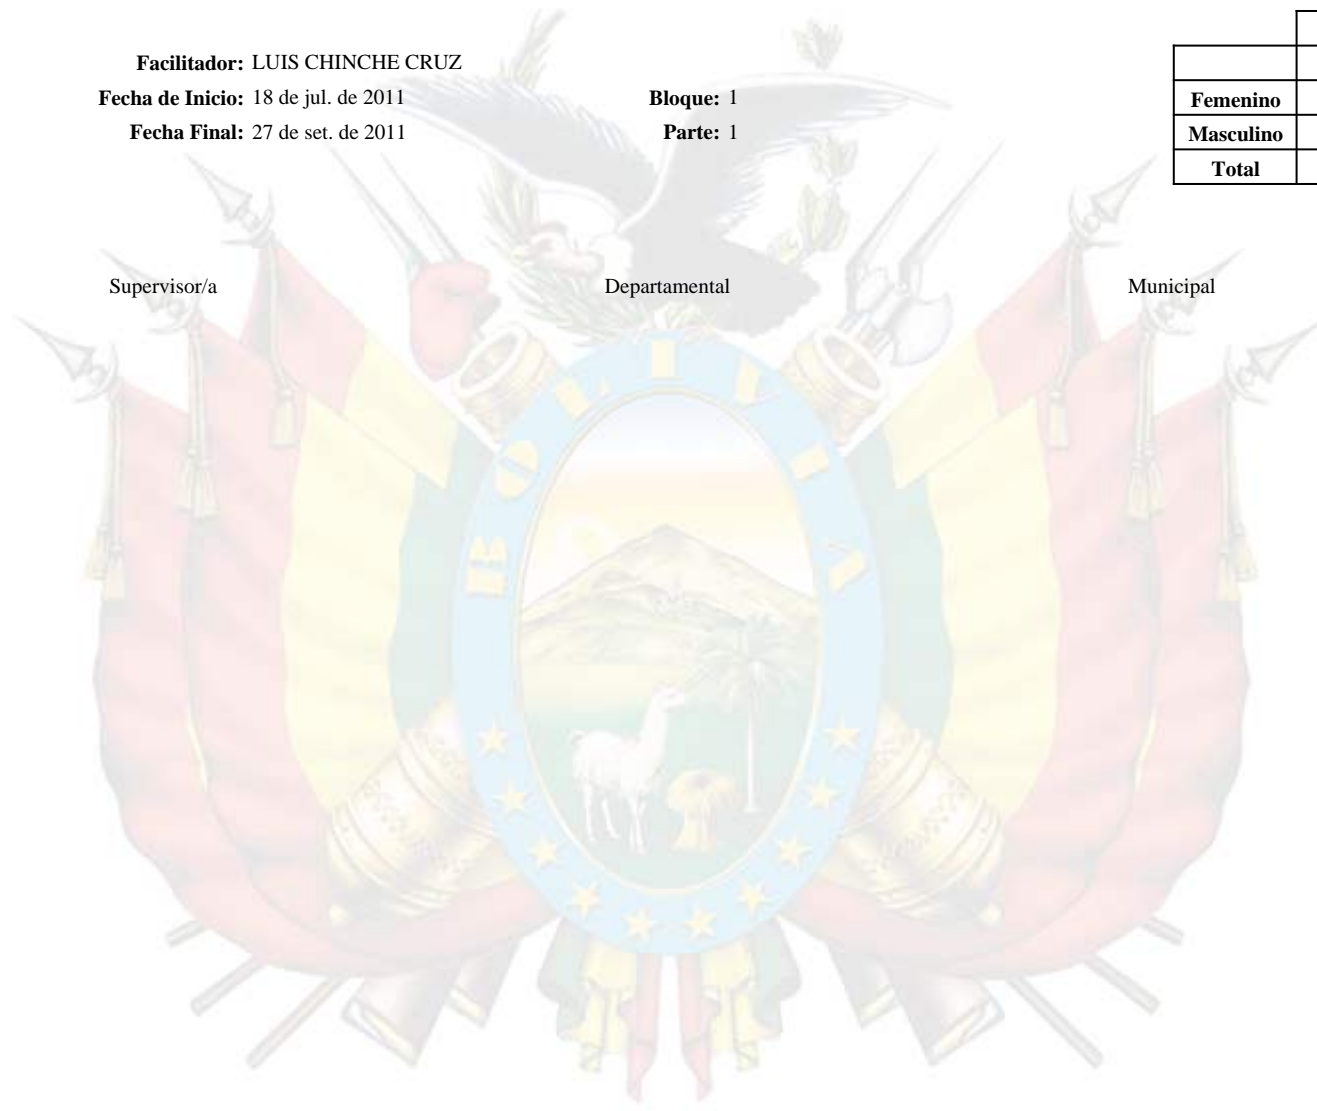 Facilitador: LUIS CHINCHE CRUZ
Fecha de Inicio: 18 de jul. de 2011 Bloque: 1
Fecha Final: 27 de set. de 2011 Parte: 1
Femenino
Masculino
Total
Supervisor/a Departamental Municipal
BOLIVIA